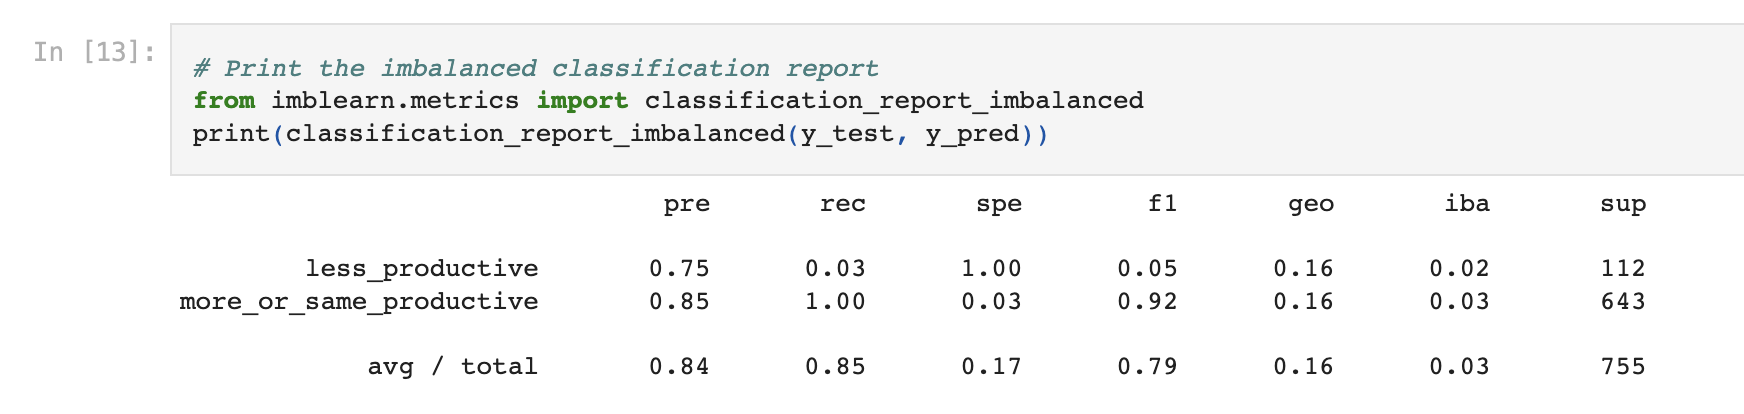 In [13]:
# Print the imbalanced classification report
from imblearn.metrics import classification_report_imbalanced
print(classification_report_imbalanced(y_test, y_pred))
pre rec spe f1 geo iba sup
less_productive 0.75 0.03 1.00 0.05 0.16 0.02 112
more_or_same_productive 0.85 1.00 0.03 0.92 0.16 0.03 643
avg / total 0.84 0.85 0.17 0.79 0.16 0.03 755